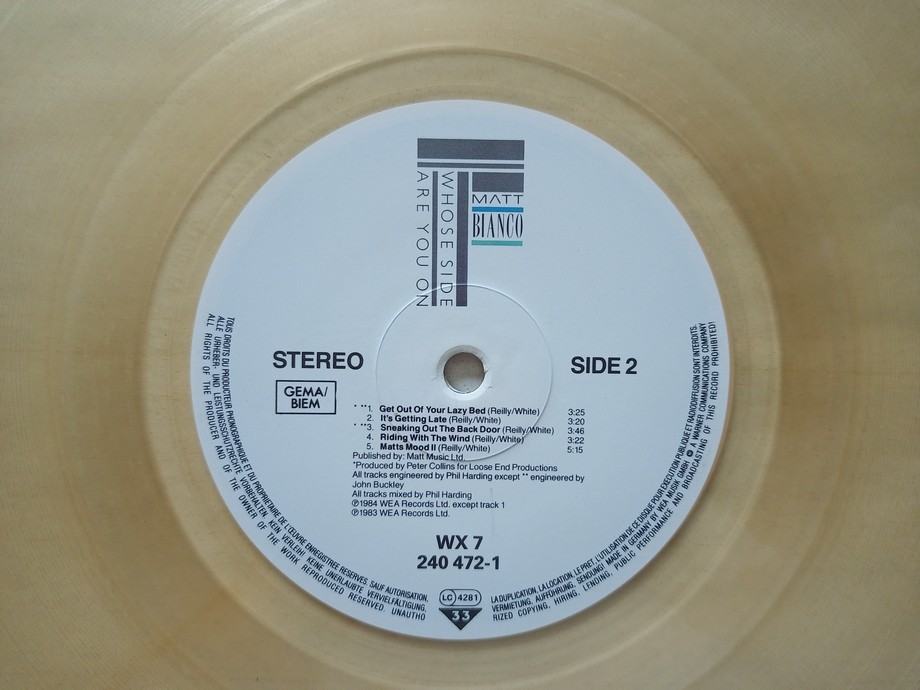 WHOSE SIDE
ARE YOU ON
MATT
BIANCO
STEREO
SIDE 2
GEMA/
BIEM
* **1. Get Out Of Your Lazy Bed (Reilly/White) 3:25
2. It's Getting Late (Reilly/White) 3:20
* **3. Sneaking Out The Back Door (Reilly/White) 3:46
4. Riding With The Wind (Reilly/White) 3:22
5. Matts Mood II (Reilly/White) 5:15
Published by: Matt Music Ltd.
*Produced by Peter Collins for Loose End Productions
All tracks engineered by Phil Harding except ** engineered by
John Buckley
All tracks mixed by Phil Harding
Ⓟ1984 WEA Records Ltd. except track 1
Ⓟ1983 WEA Records Ltd.
WX 7
240 472-1
LC 4281
33
TOUS DROITS DU PRODUCTEUR PHONOGRAPHIQUE ET DU PROPRIETAIRE DE L'ŒUVRE ENREGISTREE RESERVES SAUF AUTORISATION,
LA DUPLICATION, LA LOCATION, LE PRET, L'UTILISATION DE CE DISQUE POUR EXECUTION PUBLIQUE ET RADIODIFFUSION SONT INTERDITS.
ALLE URHEBER- UND LEISTUNGSSCHUTZRECHTE VORBEHALTEN. KEIN VERLEIH! KEINE UNERLAUBTE VERVIELFÄLTIGUNG,
VERMIETUNG, AUFFÜHRUNG, SENDUNG! MADE IN GERMANY BY WEA MUSIK GMBH A WARNER COMMUNICATIONS COMPANY
ALL RIGHTS OF THE PRODUCER AND OF THE OWNER OF THE WORK REPRODUCED RESERVED. UNAUTHO
RIZED COPYING, HIRING, LENDING, PUBLIC PERFORMANCE AND BROADCASTING OF THIS RECORD PROHIBITED!